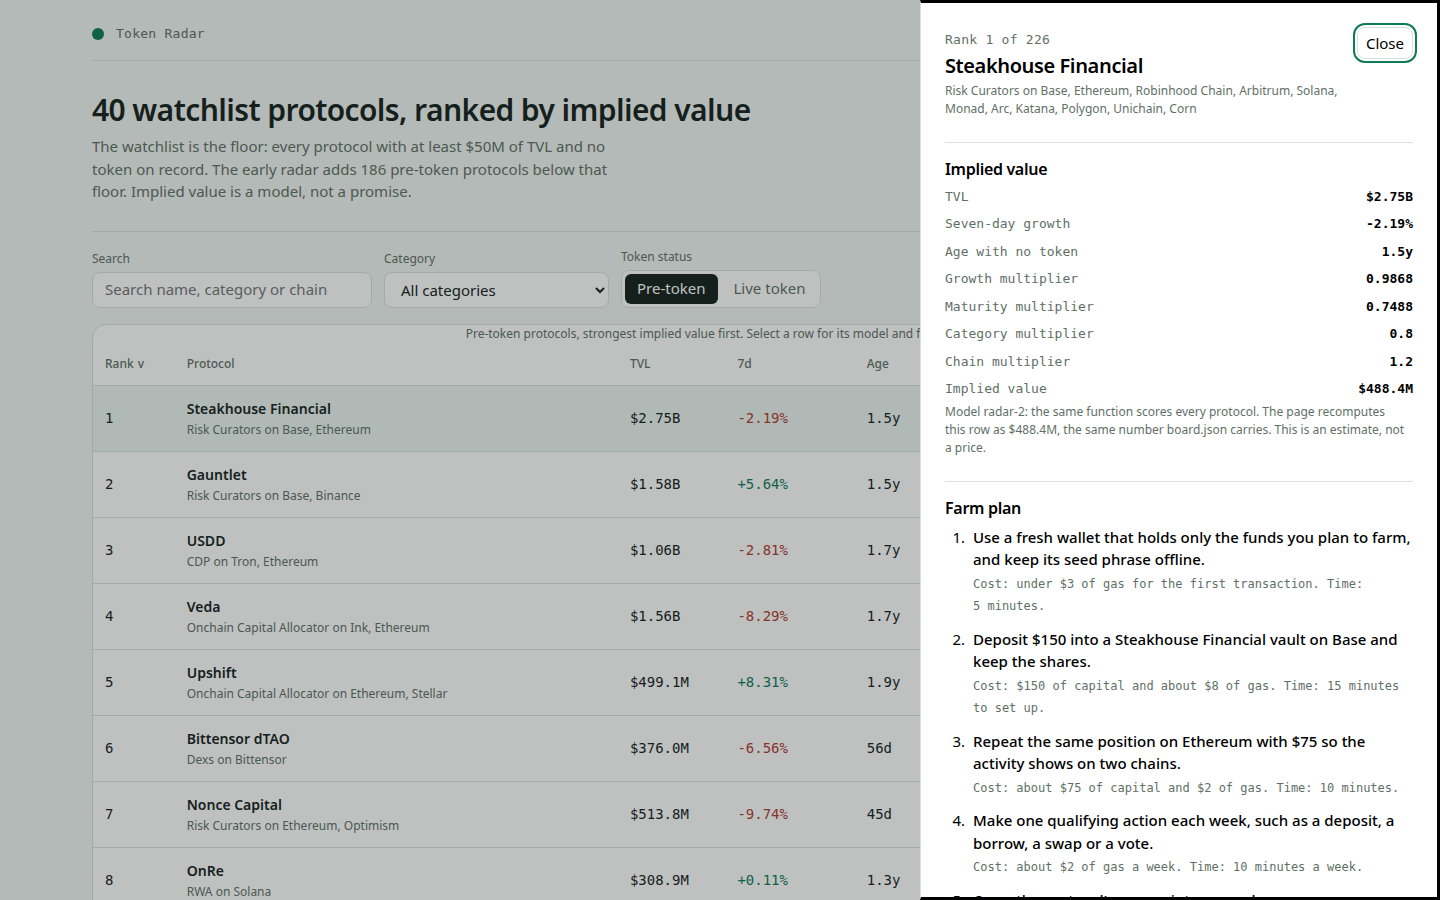 Token Radar
40 watchlist protocols, ranked by implied value
The watchlist is the floor: every protocol with at least $50M of TVL and no
token on record. The early radar adds 186 pre-token protocols below that
floor. Implied value is a model, not a promise.
Search
Category
Token status
Search name, category or chain
All categories
Pre-token
Live token
Pre-token protocols, strongest implied value first. Select a row for its model and f
Rank v
Protocol
TVL
7d
Age
1
Steakhouse Financial
Risk Curators on Base, Ethereum
$2.75B
-2.19%
1.5y
2
Gauntlet
Risk Curators on Base, Binance
$1.58B
+5.64%
1.5y
3
USDD
CDP on Tron, Ethereum
$1.06B
-2.81%
1.7y
4
Veda
Onchain Capital Allocator on Ink, Ethereum
$1.56B
-8.29%
1.7y
5
Upshift
Onchain Capital Allocator on Ethereum, Stellar
$499.1M
+8.31%
1.9y
6
Bittensor dTAO
Dexs on Bittensor
$376.0M
-6.56%
56d
7
Nonce Capital
Risk Curators on Ethereum, Optimism
$513.8M
-9.74%
45d
8
OnRe
RWA on Solana
$308.9M
+0.11%
1.3y
Rank 1 of 226
Close
Steakhouse Financial
Risk Curators on Base, Ethereum, Robinhood Chain, Arbitrum, Solana,
Monad, Arc, Katana, Polygon, Unichain, Corn
Implied value
TVL $2.75B
Seven-day growth -2.19%
Age with no token 1.5y
Growth multiplier 0.9868
Maturity multiplier 0.7488
Category multiplier 0.8
Chain multiplier 1.2
Implied value $488.4M
Model radar-2: the same function scores every protocol. The page recomputes
this row as $488.4M, the same number board.json carries. This is an estimate, not
a price.
Farm plan
1. Use a fresh wallet that holds only the funds you plan to farm,
and keep its seed phrase offline.
Cost: under $3 of gas for the first transaction. Time:
5 minutes.
2. Deposit $150 into a Steakhouse Financial vault on Base and
keep the shares.
Cost: $150 of capital and about $8 of gas. Time: 15 minutes
to set up.
3. Repeat the same position on Ethereum with $75 so the
activity shows on two chains.
Cost: about $75 of capital and $2 of gas. Time: 10 minutes.
4. Make one qualifying action each week, such as a deposit, a
borrow, a swap or a vote.
Cost: about $2 of gas a week. Time: 10 minutes a week.